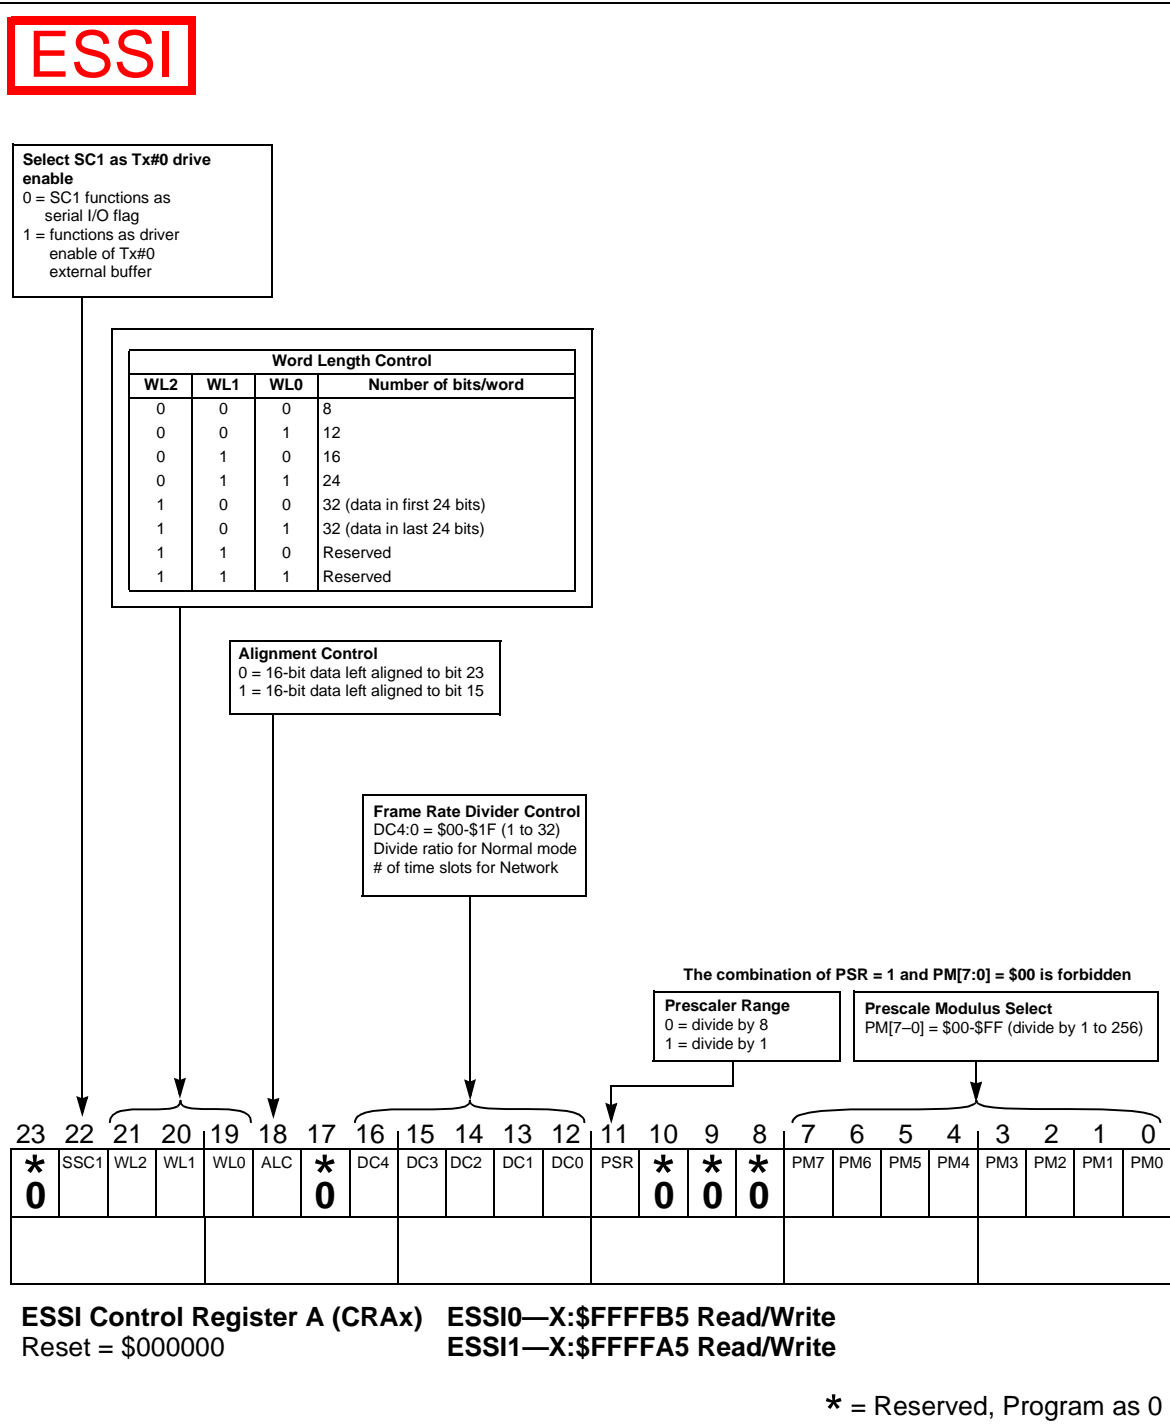 ESSI
Select SC1 as Tx#0 drive
enable
0 = SC1 functions as
serial I/O flag
1 = functions as driver
enable of Tx#0
external buffer
Word Length Control
WL2 WL1 WL0 Number of bits/word
0 0 0 8
0 0 1 12
0 1 0 16
0 1 1 24
1 0 0 32 (data in first 24 bits)
1 0 1 32 (data in last 24 bits)
1 1 0 Reserved
1 1 1 Reserved
Alignment Control
0 = 16-bit data left aligned to bit 23
1 = 16-bit data left aligned to bit 15
Frame Rate Divider Control
DC4:0 = $00-$1F (1 to 32)
Divide ratio for Normal mode
# of time slots for Network
The combination of PSR = 1 and PM[7:0] = $00 is forbidden
Prescaler Range
0 = divide by 8
1 = divide by 1
Prescale Modulus Select
PM[7–0] = $00-$FF (divide by 1 to 256)
23 22 21 20 19 18 17 16 15 14 13 12 11 10 9 8 7 6 5 4 3 2 1 0
* SSC1 WL2 WL1 WL0 ALC * DC4 DC3 DC2 DC1 DC0 PSR * * * PM7 PM6 PM5 PM4 PM3 PM2 PM1 PM0
0 0 0 0 0
ESSI Control Register A (CRAx) ESSI0—X:$FFFFB5 Read/Write
Reset = $000000 ESSI1—X:$FFFFA5 Read/Write
* = Reserved, Program as 0